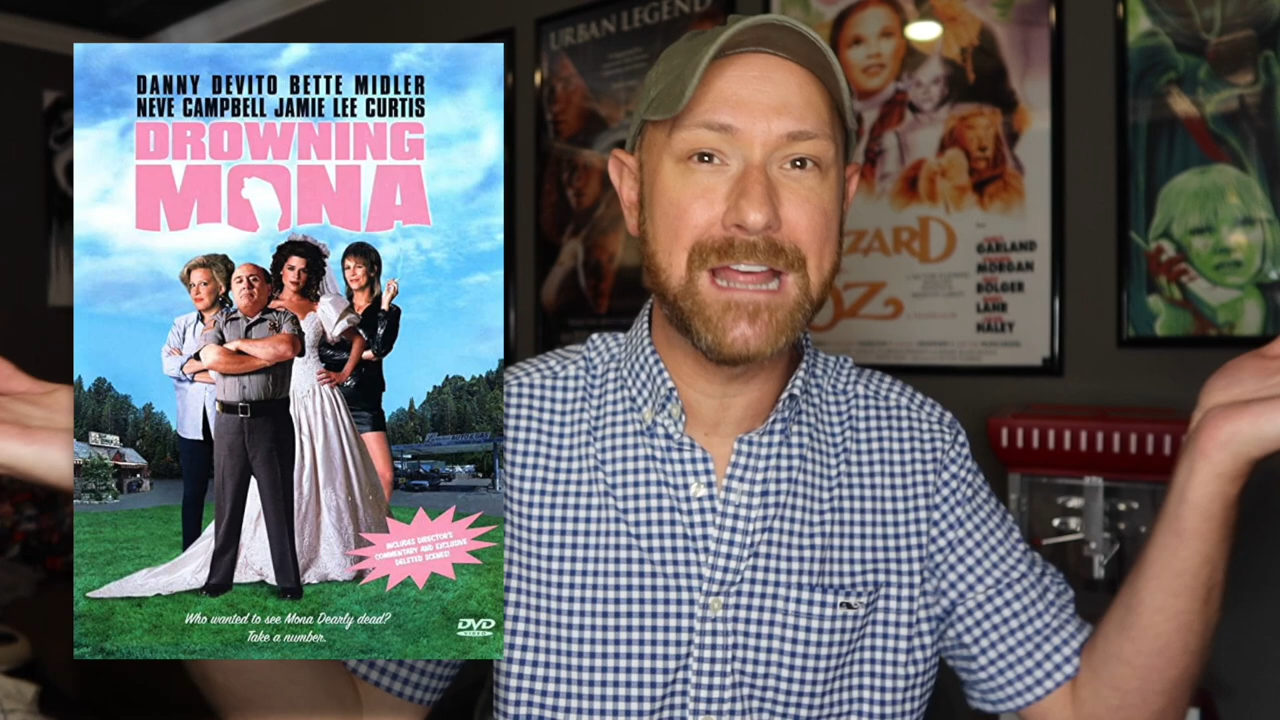 DANNY DEVITO BETTE MIDLER
NEVE CAMPBELL JAMIE LEE CURTIS
DROWNING
MONA
INCLUDES DIRECTOR'S
COMMENTARY AND EXCLUSIVE
DELETED SCENES!
Who wanted to see Mona Dearly dead?
Take a number.
DVD
VIDEO
URBAN LEGEND
ZARD
OZ
GARLAND
MORGAN
BOLGER
LAHR
HALEY